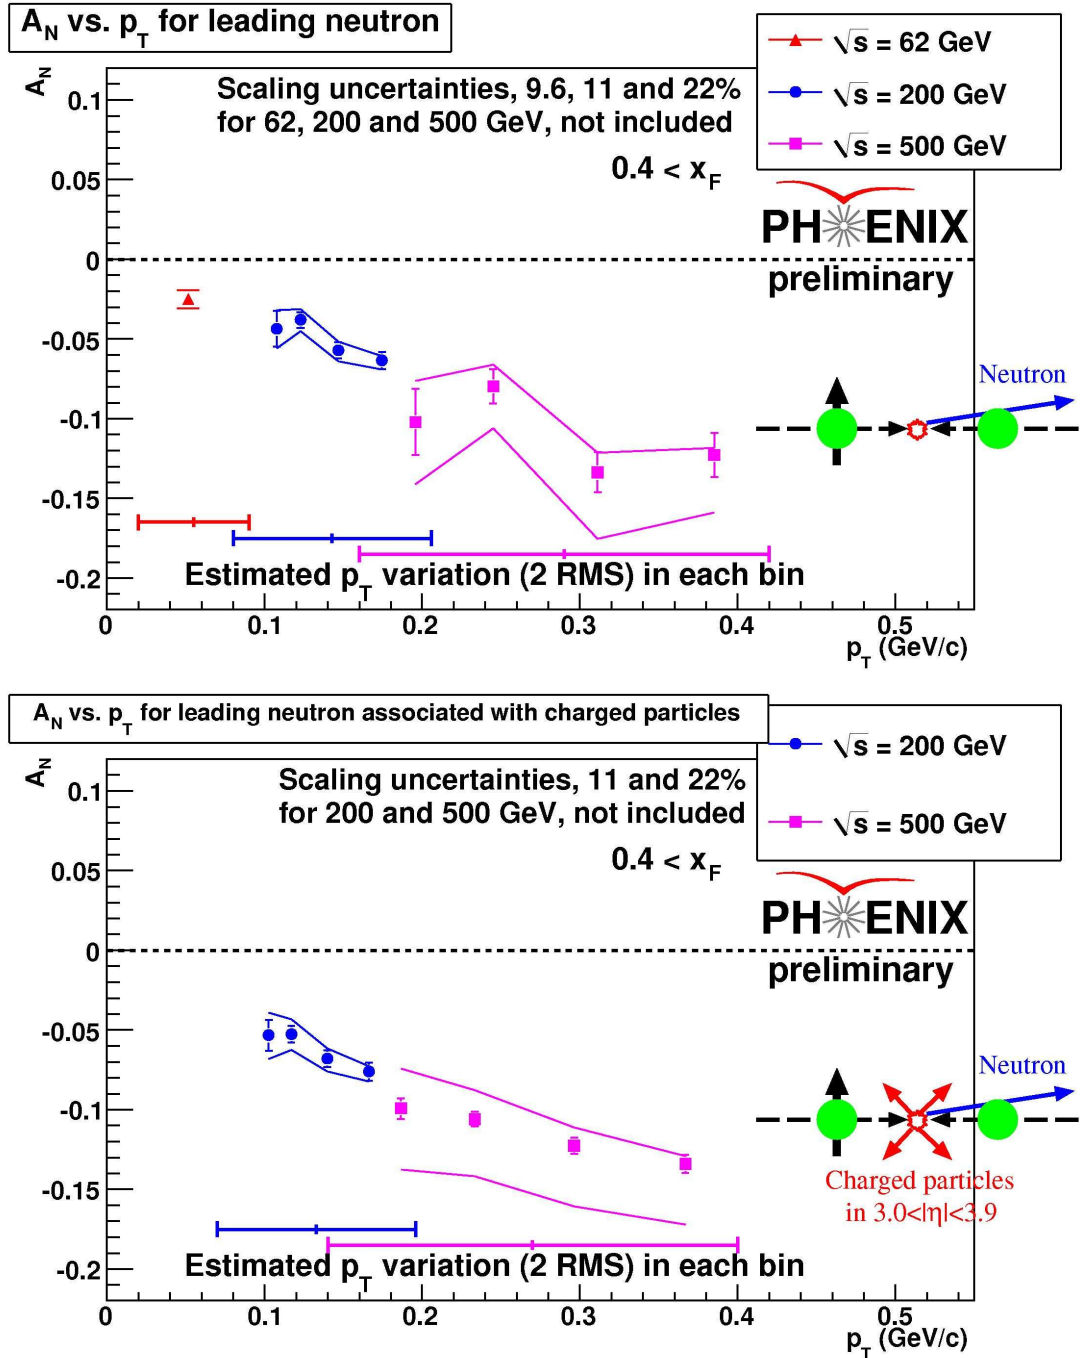 A_N vs. p_T for leading neutron
√s = 62 GeV
√s = 200 GeV
√s = 500 GeV
A_N
Scaling uncertainties, 9.6, 11 and 22%
for 62, 200 and 500 GeV, not included
0.4 < x_F
PHENIX
preliminary
0.1
0.05
0
-0.05
-0.1
-0.15
-0.2
Neutron
Estimated p_T variation (2 RMS) in each bin
0 0.1 0.2 0.3 0.4 0.5
p_T (GeV/c)
A_N vs. p_T for leading neutron associated with charged particles
√s = 200 GeV
√s = 500 GeV
A_N
Scaling uncertainties, 11 and 22%
for 200 and 500 GeV, not included
0.4 < x_F
PHENIX
preliminary
0.1
0.05
0
-0.05
-0.1
-0.15
-0.2
Neutron
Charged particles
in 3.0<|η|<3.9
Estimated p_T variation (2 RMS) in each bin
0 0.1 0.2 0.3 0.4 0.5
p_T (GeV/c)